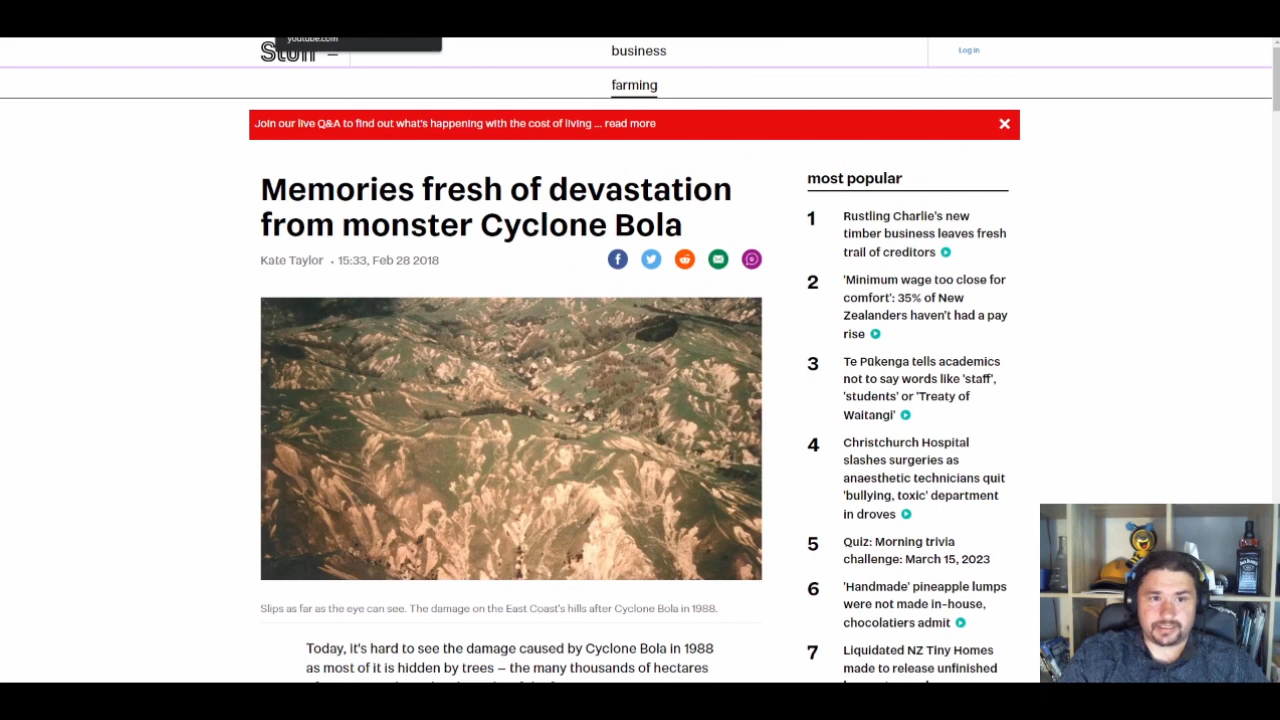 youtube.com
Stuff
business
Log in
farming
Join our live Q&A to find out what's happening with the cost of living ... read more
Memories fresh of devastation
from monster Cyclone Bola
Kate Taylor • 15:33, Feb 28 2018
Slips as far as the eye can see. The damage on the East Coast's hills after Cyclone Bola in 1988.
Today, it's hard to see the damage caused by Cyclone Bola in 1988
as most of it is hidden by trees – the many thousands of hectares
most popular
1 Rustling Charlie's new
timber business leaves fresh
trail of creditors
2 'Minimum wage too close for
comfort': 35% of New
Zealanders haven't had a pay
rise
3 Te Pūkenga tells academics
not to say words like 'staff',
'students' or 'Treaty of
Waitangi'
4 Christchurch Hospital
slashes surgeries as
anaesthetic technicians quit
'bullying, toxic' department
in droves
5 Quiz: Morning trivia
challenge: March 15, 2023
6 'Handmade' pineapple lumps
were not made in-house,
chocolatiers admit
7 Liquidated NZ Tiny Homes
made to release unfinished